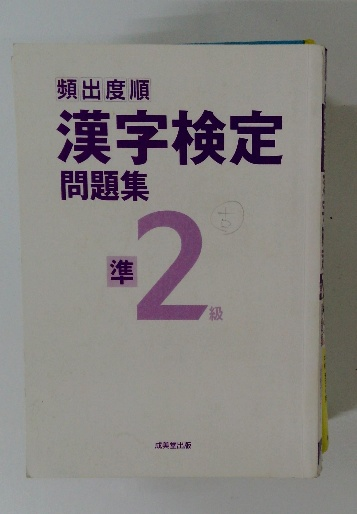 頻出度順
漢字検定
問題集
準2級
成美堂出版